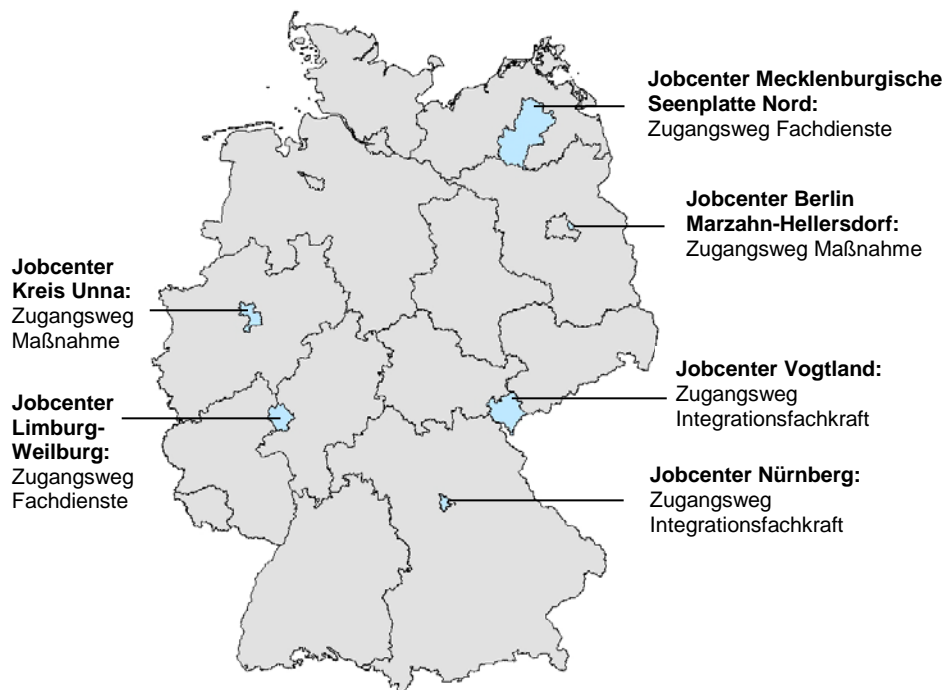 Jobcenter Mecklenburgische
Seenplatte Nord:
Zugangsweg Fachdienste
Jobcenter Berlin
Marzahn-Hellersdorf:
Zugangsweg Maßnahme
Jobcenter
Kreis Unna:
Zugangsweg
Maßnahme
Jobcenter Vogtland:
Zugangsweg
Integrationsfachkraft
Jobcenter
Limburg-
Weilburg:
Zugangsweg
Fachdienste
Jobcenter Nürnberg:
Zugangsweg
Integrationsfachkraft